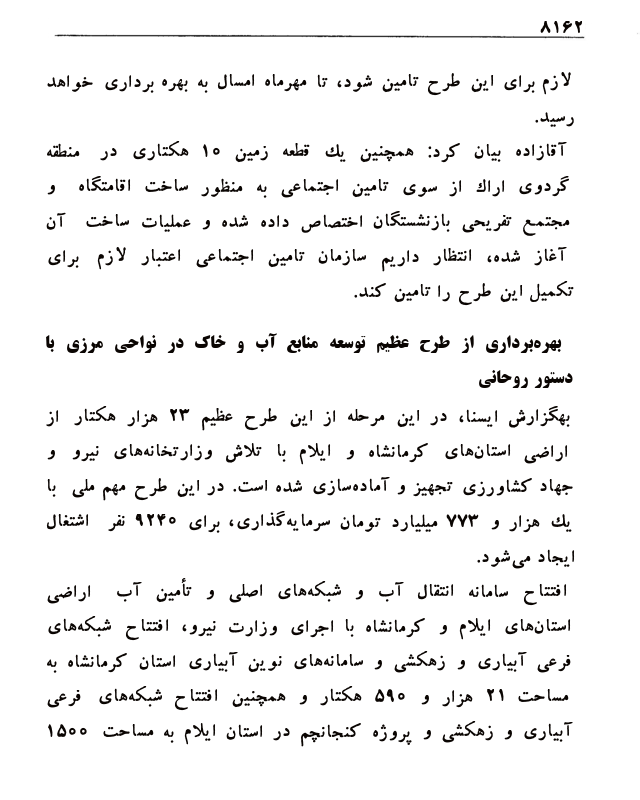 ۸۱۶۲
لازم برای این طرح تامین شود، تا مهرماه امسال به بهره برداری خواهد
رسید.
آقازاده بیان کرد: همچنین یك قطعه زمین ۱۰ هکتاری در منطقه
گردوی اراك از سوی تامین اجتماعی به منظور ساخت اقامتگاه و
مجتمع تفریحی بازنشستگان اختصاص داده شده و عملیات ساخت آن
آغاز شده، انتظار داریم سازمان تامین اجتماعی اعتبار لازم برای
تکمیل این طرح را تامین کند.
بهره‌برداری از طرح عظیم توسعه منابع آب و خاک در نواحی مرزی با
دستور روحانی
بهگزارش ایسنا، در این مرحله از این طرح عظیم ۲۳ هزار هکتار از
اراضی استان‌های کرمانشاه و ایلام با تلاش وزارتخانه‌های نیرو و
جهاد کشاورزی تجهیز و آماده‌سازی شده است. در این طرح مهم ملی با
یك هزار و ۷۷۳ میلیارد تومان سرمایه‌گذاری، برای ۹۲۴۰ نفر اشتغال
ایجاد می‌شود.
افتتاح سامانه انتقال آب و شبکه‌های اصلی و تأمین آب اراضی
استان‌های ایلام و کرمانشاه با اجرای وزارت نیرو، افتتاح شبکه‌های
فرعی آبیاری و زهکشی و سامانه‌های نوین آبیاری استان کرمانشاه به
مساحت ۲۱ هزار و ۵۹۰ هکتار و همچنین افتتاح شبکه‌های فرعی
آبیاری و زهکشی و پروژه کنجانچم در استان ایلام به مساحت ۱۵۰۰